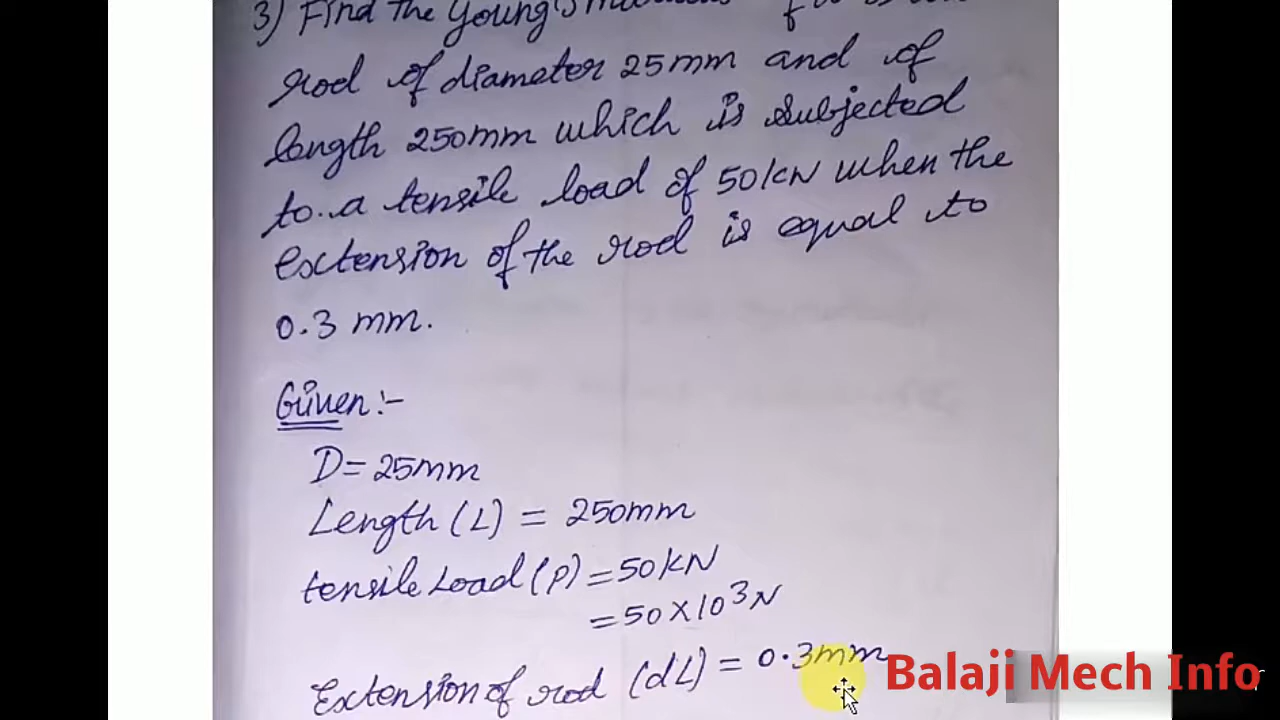 3) Find the Young's
rod of diameter 25mm and of
length 250mm which is subjected
to a tensile load of 50kN when the
extension of the rod is equal to
0.3 mm.
Given :-
D = 25mm
Length (L) = 250mm
tensile Load (P) = 50kN
= 50 × 10³ N
Extension of rod (dL) = 0.3mm
Balaji Mech Info